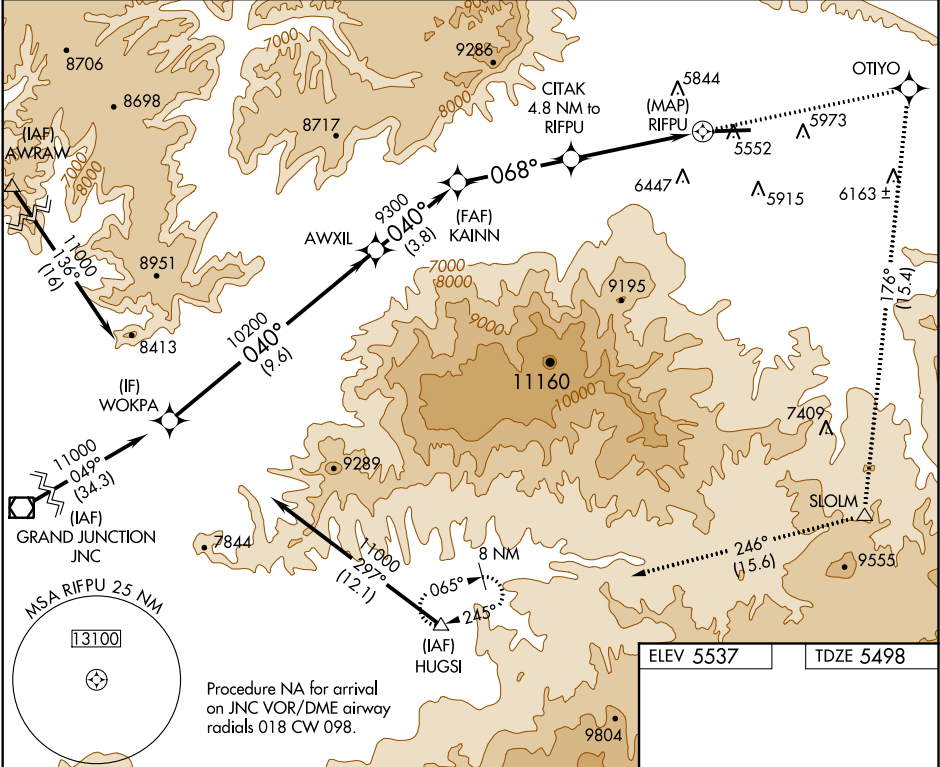 8706
8698
7000
8000
7000
9286
8717
8000
9000
CITAK
4.8 NM to
RIFPU
(MAP)
RIFPU
5844
5552
5973
OTIYO
6447
5915
6163 ±
(IAF)
AWRAW
11000
136°
(16)
8951
8413
AWXIL
9300
040°
(3.8)
(FAF)
KAINN
068°
10200
040°
(9.6)
(IF)
WOKPA
7000
8000
9000
9195
11160
10000
176°
(15.4)
7409
9289
11000
049°
(34.3)
(IAF)
GRAND JUNCTION
JNC
7844
11000
297°
(12.1)
8 NM
065°
245°
(IAF)
HUGSI
SLOLM
246°
(15.6)
9555
MSA RIFPU 25 NM
13100
Procedure NA for arrival
on JNC VOR/DME airway
radials 018 CW 098.
9804
ELEV 5537
TDZE 5498